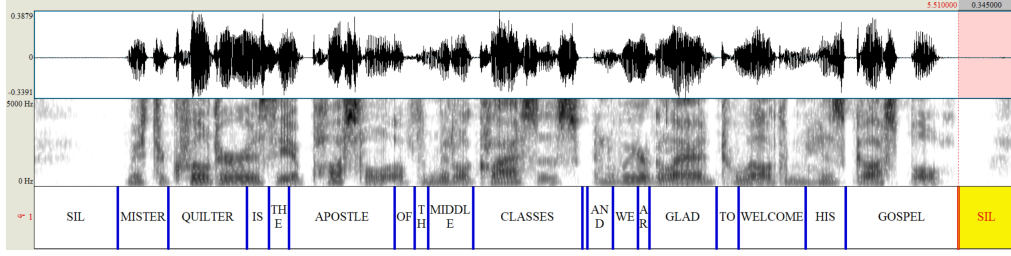 5.510000 0.345000
0.3879
0
-0.3391
5000 Hz
0 Hz
1 SIL MISTER QUILTER IS THE APOSTLE OF TH MIDDLE CLASSES AND WE AR GLAD TO WELCOME HIS GOSPEL SIL